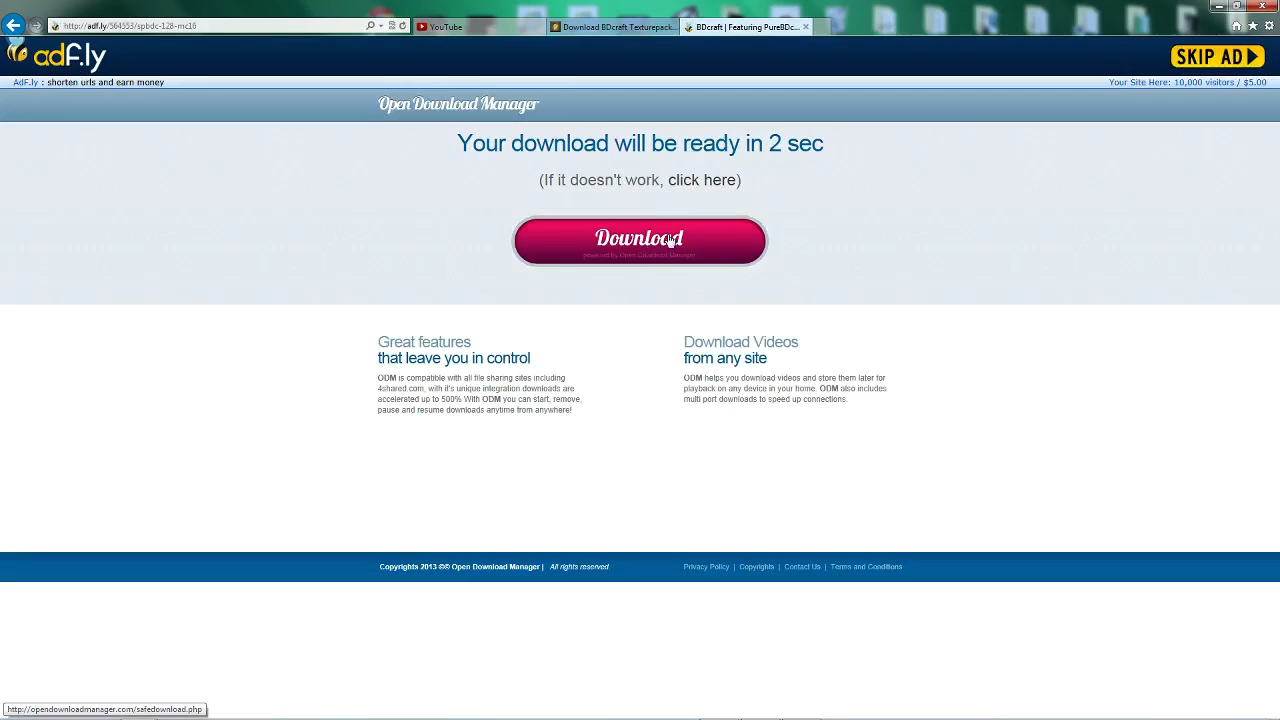 http://adf.ly/564553/spbdc-128-mc16
YouTube
Download BDcraft Texturepack...
BDcraft | Featuring PureBDc...
adf.ly
SKIP AD
AdF.ly : shorten urls and earn money
Your Site Here: 10,000 visitors / $5.00
Open Download Manager
Your download will be ready in 2 sec
(If it doesn't work, click here)
Download
powered by Open Download Manager
Great features
that leave you in control
ODM is compatible with all file sharing sites including
4shared.com, with it's unique integration downloads are
accelerated up to 500% With ODM you can start, remove,
pause and resume downloads anytime from anywhere!
Download Videos
from any site
ODM helps you download videos and store them later for
playback on any device in your home. ODM also includes
multi port downloads to speed up connections.
Copyrights 2013 ©® Open Download Manager | All rights reserved
Privacy Policy | Copyrights | Contact Us | Terms and Conditions
http://opendownloadmanager.com/safedownload.php